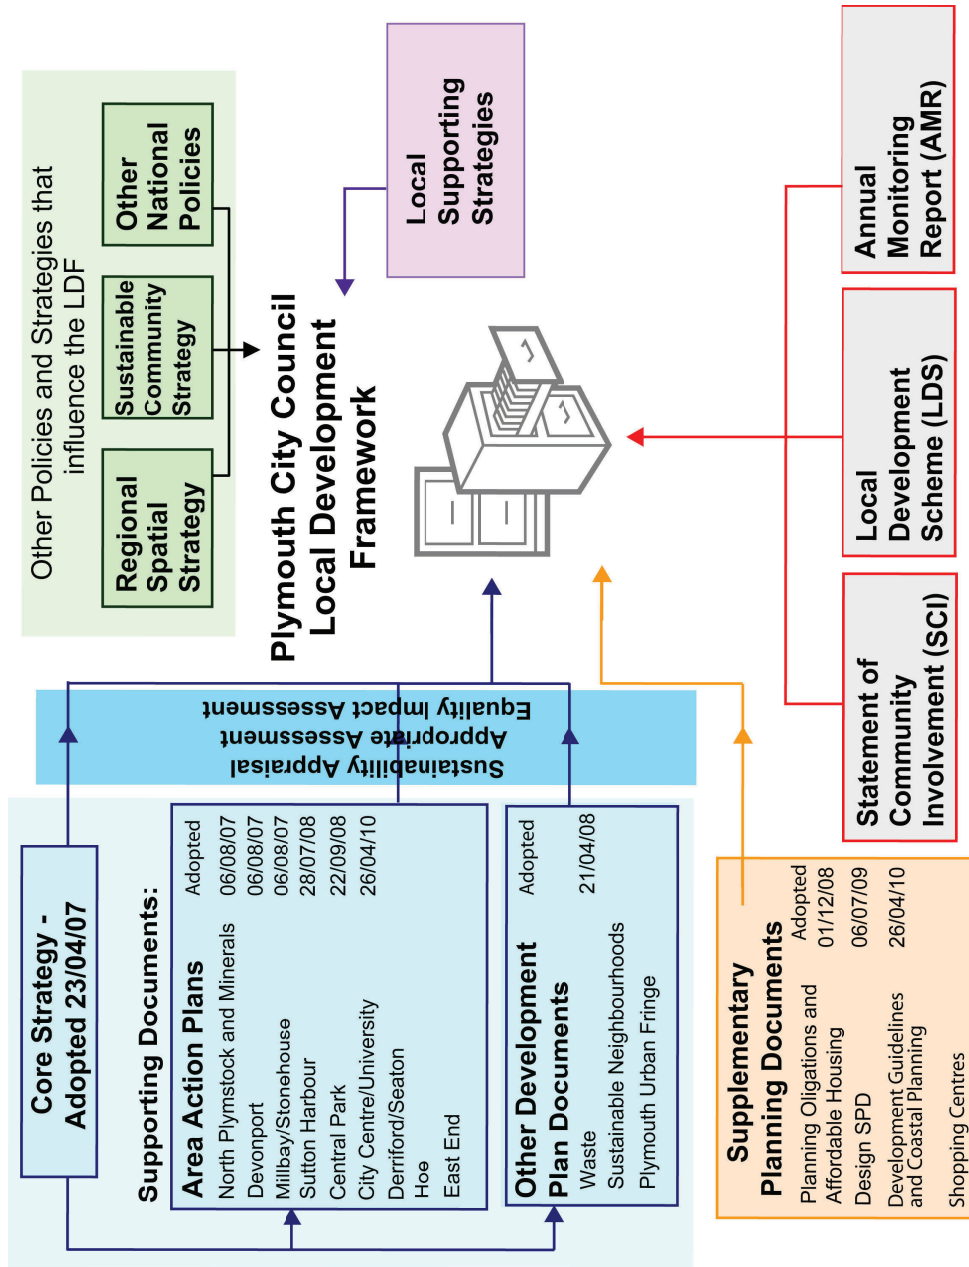 Core Strategy -
Adopted 23/04/07
Supporting Documents:
Area Action Plans
Adopted
North Plymstock and Minerals 06/08/07
Devonport 06/08/07
Millbay/Stonehouse 06/08/07
Sutton Harbour 28/07/08
Central Park 22/09/08
City Centre/University 26/04/10
Derriford/Seaton
Hoe
East End
Other Development
Plan Documents
Adopted
Waste 21/04/08
Sustainable Neighbourhoods
Plymouth Urban Fringe
Supplementary
Planning Documents
Adopted
Planning Oligations and 01/12/08
Affordable Housing
Design SPD 06/07/09
Development Guidelines 26/04/10
and Coastal Planning
Shopping Centres
Sustainability Appraisal
Appropriate Assessment
Equality Impact Assessment
Other Policies and Strategies that
influence the LDF
Regional
Spatial
Strategy
Sustainable
Community
Strategy
Other
National
Policies
Plymouth City Council
Local Development
Framework
Local
Supporting
Strategies
Statement of
Community
Involvement (SCI)
Local
Development
Scheme (LDS)
Annual
Monitoring
Report (AMR)